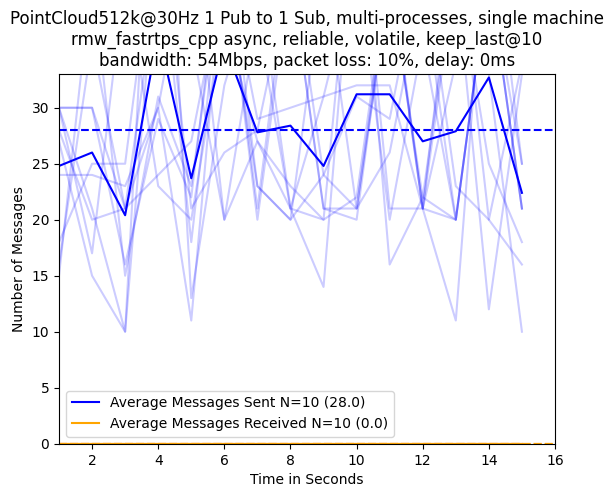 PointCloud512k@30Hz 1 Pub to 1 Sub, multi-processes, single machine
rmw_fastrtps_cpp async, reliable, volatile, keep_last@10
bandwidth: 54Mbps, packet loss: 10%, delay: 0ms
Number of Messages
30
25
20
15
10
5
0
Average Messages Sent N=10 (28.0)
Average Messages Received N=10 (0.0)
2 4 6 8 10 12 14 16
Time in Seconds